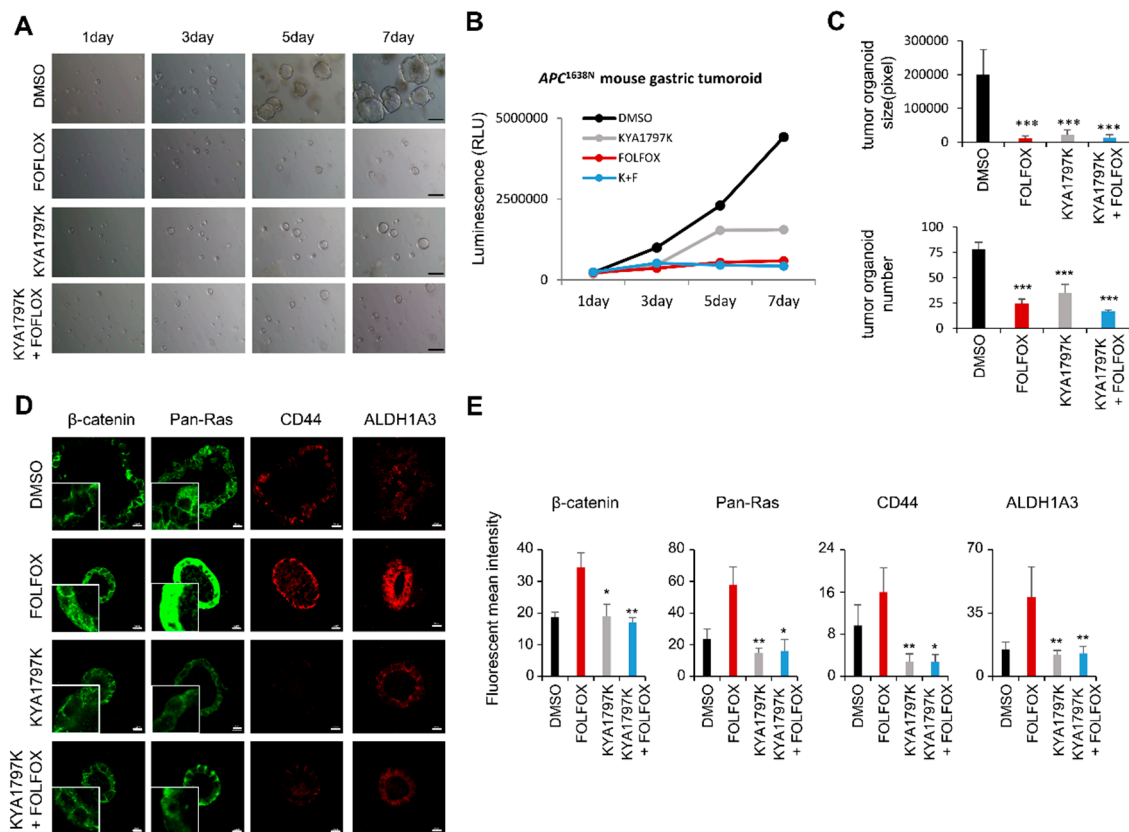 A
1day 3day 5day 7day
DMSO
FOFLOX
KYA1797K
KYA1797K
+ FOFLOX
B
APC1638N mouse gastric tumoroid
Luminescence (RLU)
5000000
2500000
0
DMSO
KYA1797K
FOLFOX
K+F
1day 3day 5day 7day
C
tumor organoid
size(pixel)
300000
200000
100000
0
*** *** ***
DMSO
FOLFOX
KYA1797K
KYA1797K
+ FOLFOX
tumor organoid
number
100
75
50
25
0
*** *** ***
DMSO
FOLFOX
KYA1797K
KYA1797K
+ FOLFOX
D
β-catenin Pan-Ras CD44 ALDH1A3
DMSO
FOLFOX
KYA1797K
KYA1797K
+ FOLFOX
E
Fluorescent mean intensity
β-catenin
40
30
20
10
0
* **
DMSO
FOLFOX
KYA1797K
KYA1797K
+ FOLFOX
Pan-Ras
80
60
40
20
0
** *
DMSO
FOLFOX
KYA1797K
KYA1797K
+ FOLFOX
CD44
24
16
8
0
** *
DMSO
FOLFOX
KYA1797K
KYA1797K
+ FOLFOX
ALDH1A3
70
35
0
** **
DMSO
FOLFOX
KYA1797K
KYA1797K
+ FOLFOX